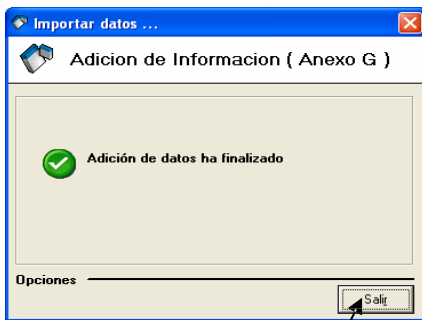 Importar datos ...
Adicion de Informacion ( Anexo G )
Adición de datos ha finalizado
Opciones
Salir